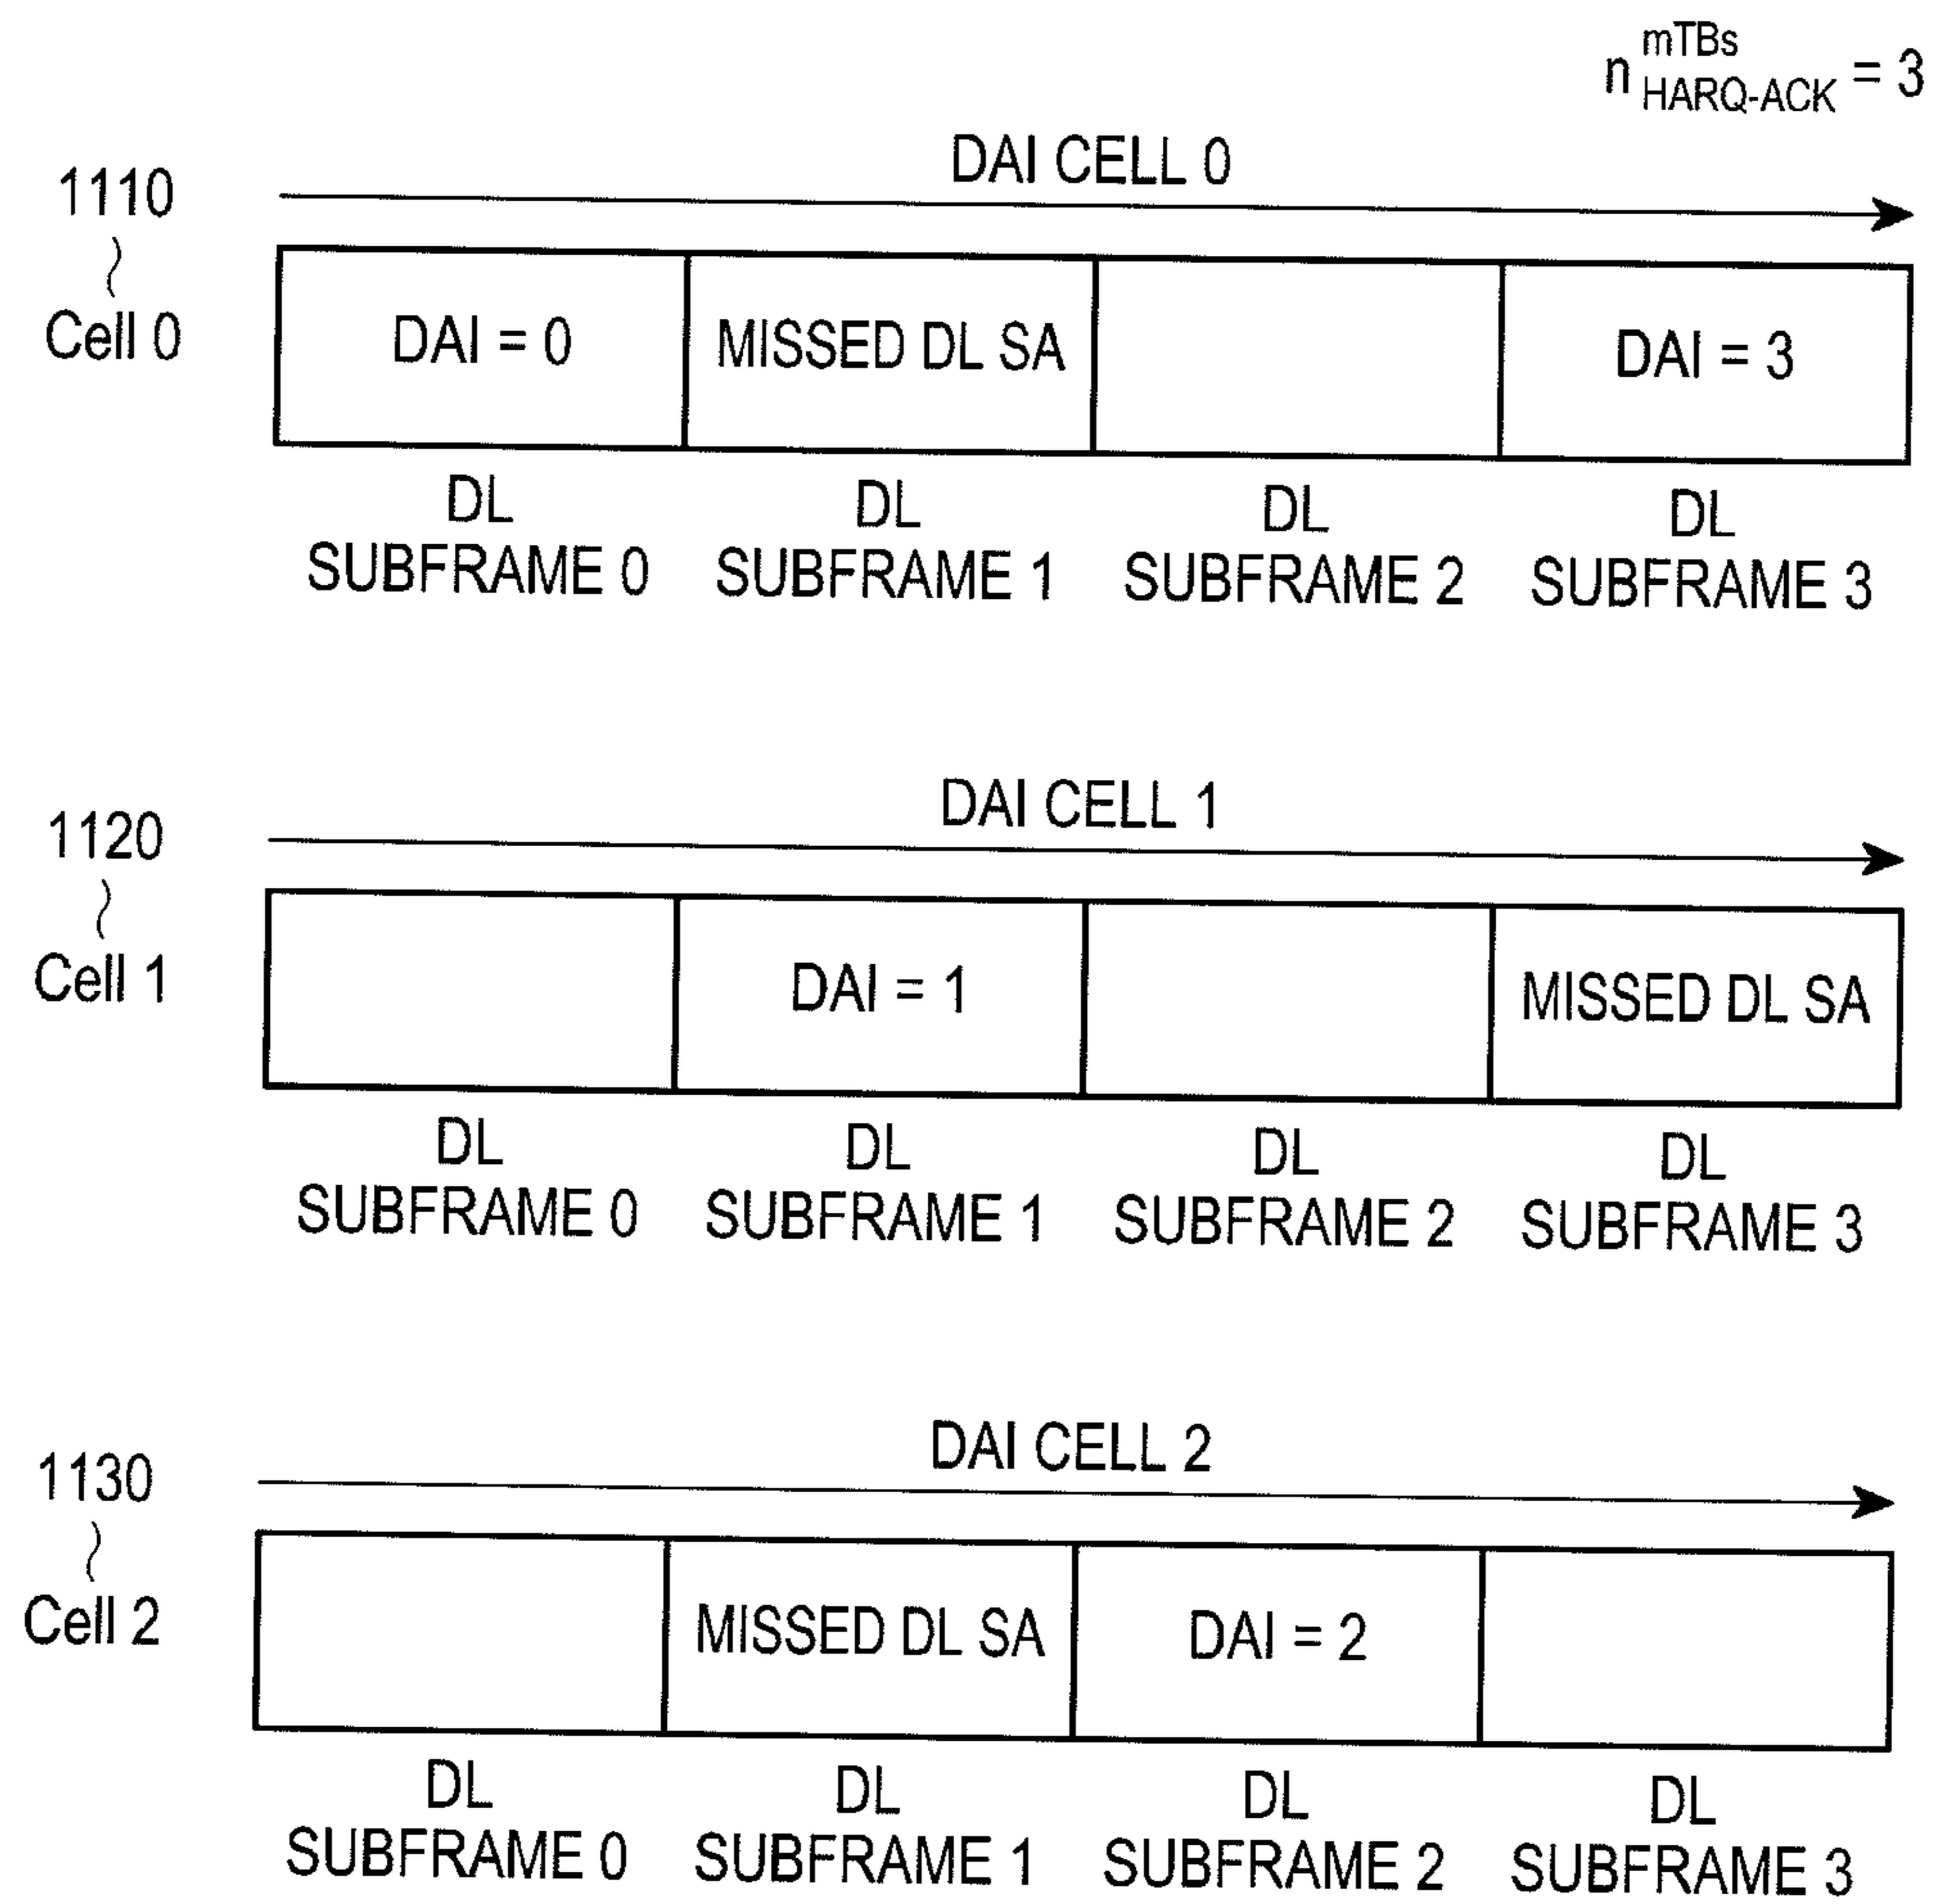 n mTBs HARQ-ACK = 3
DAI CELL 0
1110
Cell 0
DAI = 0 MISSED DL SA DAI = 3
DL DL DL DL
SUBFRAME 0 SUBFRAME 1 SUBFRAME 2 SUBFRAME 3
DAI CELL 1
1120
Cell 1
DAI = 1 MISSED DL SA
DL DL DL DL
SUBFRAME 0 SUBFRAME 1 SUBFRAME 2 SUBFRAME 3
DAI CELL 2
1130
Cell 2
MISSED DL SA DAI = 2
DL DL DL DL
SUBFRAME 0 SUBFRAME 1 SUBFRAME 2 SUBFRAME 3